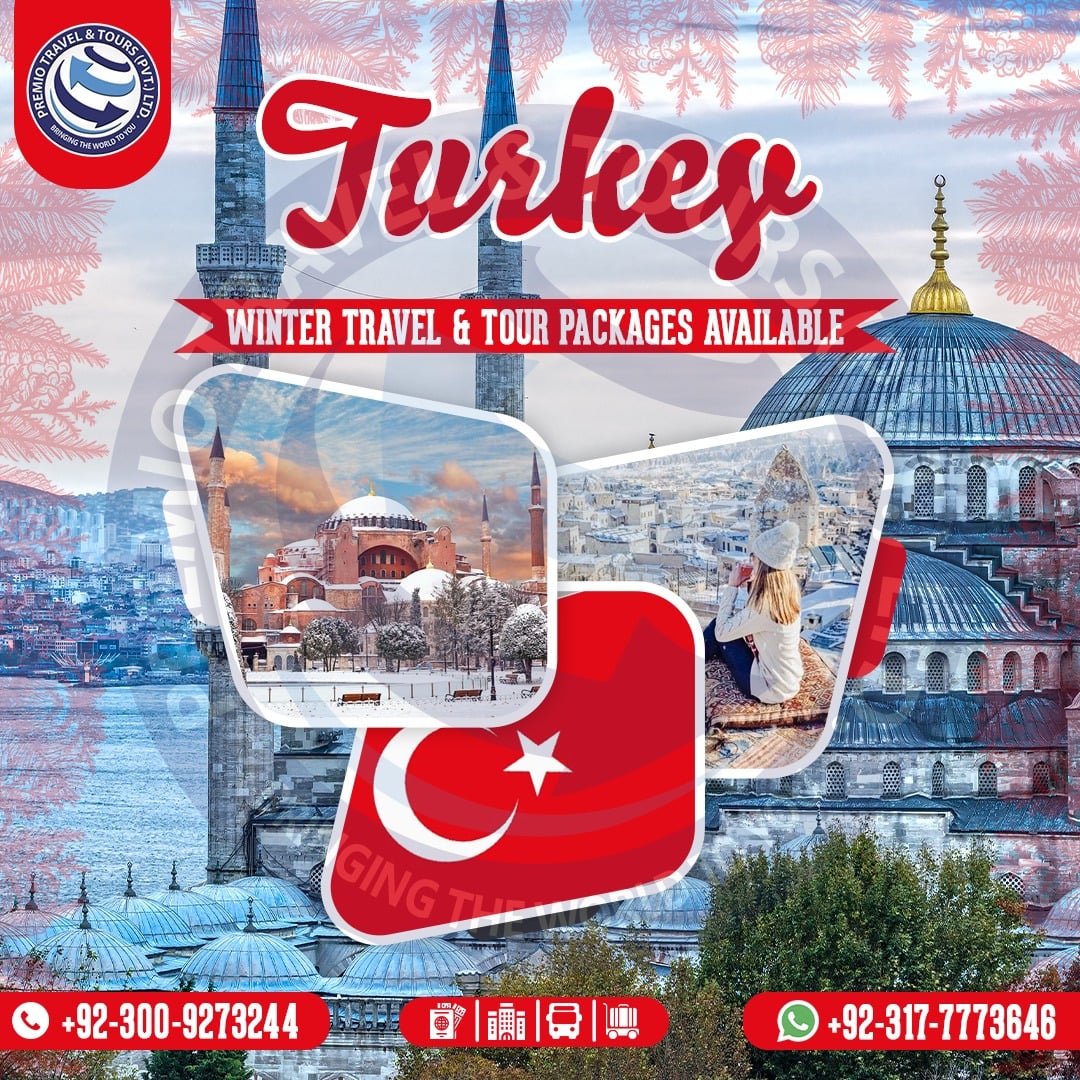 PREMIO TRAVEL & TOURS (PVT.) LTD.
BRINGING THE WORLD TO YOU
Turkey
WINTER TRAVEL & TOUR PACKAGES AVAILABLE
+92-300-9273244
+92-317-7773646